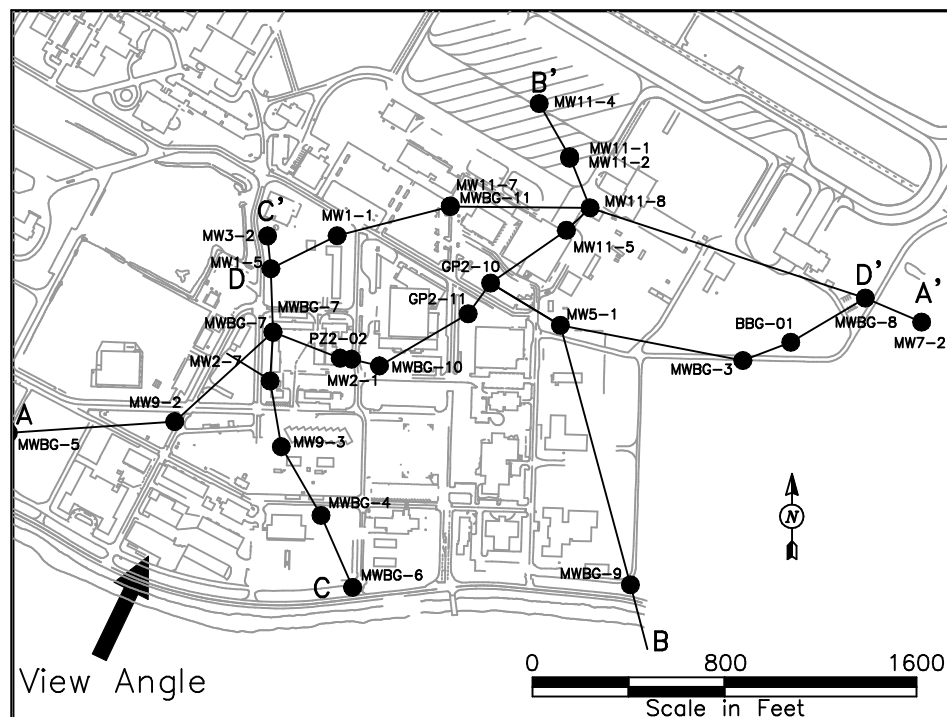 B'
MW11-4
MW11-1
MW11-2
MW11-7
MWBG-11
MW11-8
C'
MW1-1
MW3-2
MW11-5
MW1-5
D
GP2-10
D'
A'
GP2-11
MWBG-7
MWBG-7
MW5-1
BBG-01
MWBG-8
MW7-2
PZ2-02
MW2-7
MW2-1
MWBG-10
MWBG-3
MW9-2
A
MWBG-5
MW9-3
MWBG-4
N
C
MWBG-6
MWBG-9
B
View Angle
0 800 1600
Scale in Feet